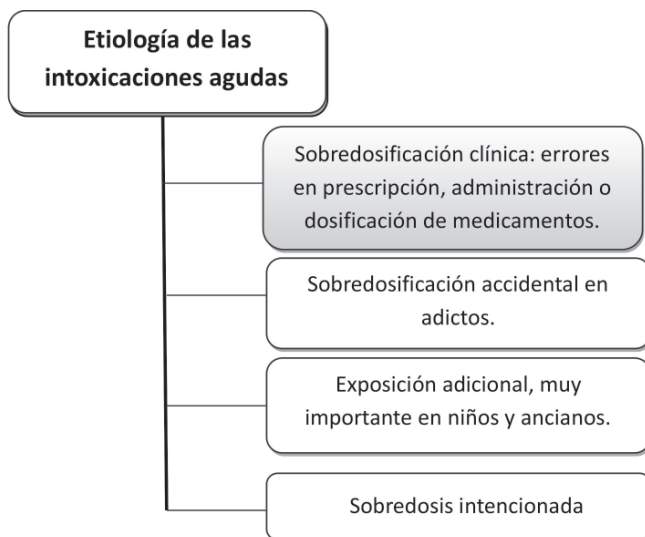 Etiología de las
intoxicaciones agudas
Sobredosificación clínica: errores
en prescripción, administración o
dosificación de medicamentos.
Sobredosificación accidental en
adictos.
Exposición adicional, muy
importante en niños y ancianos.
Sobredosis intencionada